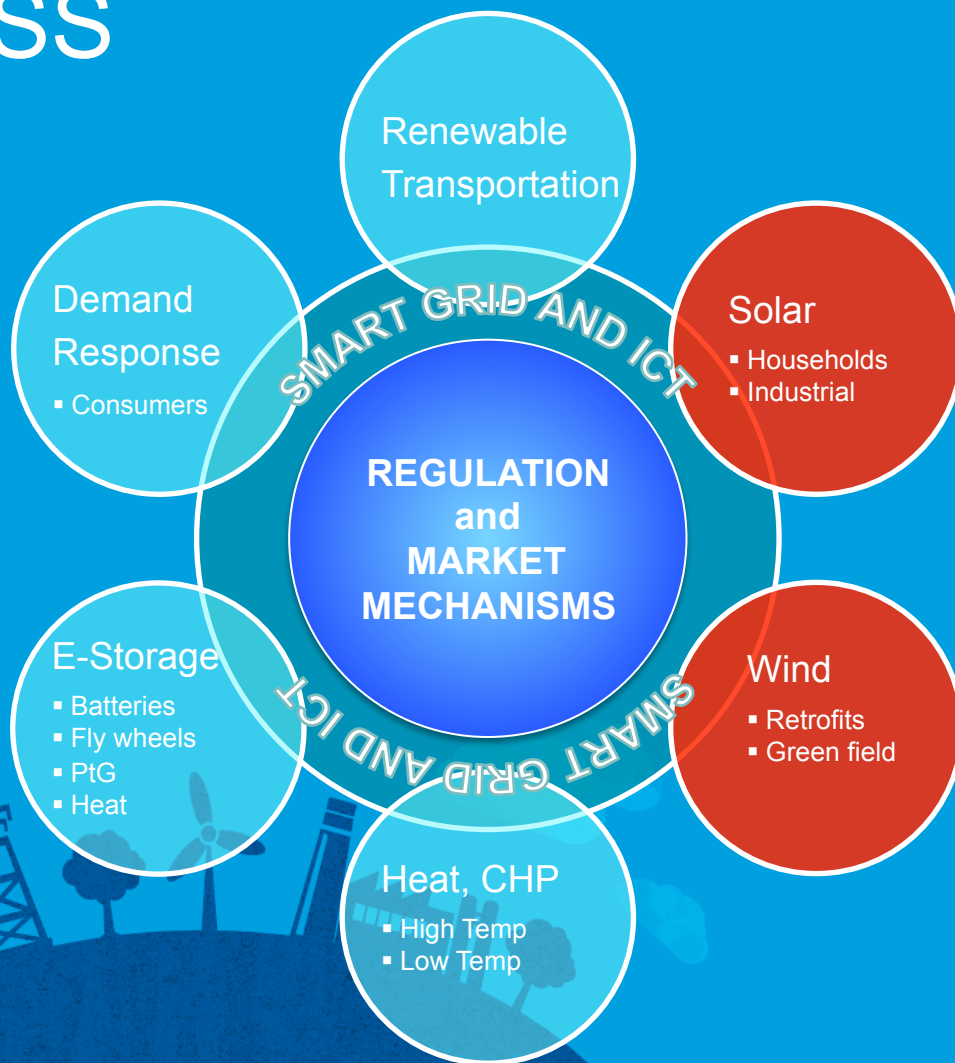 ss
Renewable
Transportation
Demand
Response
▪ Consumers
Solar
▪ Households
▪ Industrial
SMART GRID AND ICT
REGULATION
and
MARKET
MECHANISMS
E-Storage
▪ Batteries
▪ Fly wheels
▪ PtG
▪ Heat
Wind
▪ Retrofits
▪ Green field
SMART GRID AND ICT
Heat, CHP
▪ High Temp
▪ Low Temp